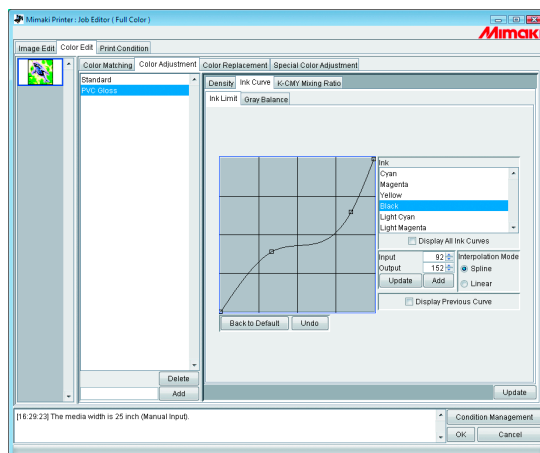 Mimaki Printer : Job Editor ( Full Color )
Mimaki
Image Edit Color Edit Print Condition
Color Matching Color Adjustment Color Replacement Special Color Adjustment
Standard
PVC Gloss
Density Ink Curve K-CMY Mixing Ratio
Ink Limit Gray Balance
Ink
Cyan
Magenta
Yellow
Black
Light Cyan
Light Magenta
Display All Ink Curves
Input 92 Interpolation Mode
Output 152 Spline
Update Add Linear
Display Previous Curve
Back to Default Undo
Delete
Add
Update
[16:29:23] The media width is 25 inch (Manual Input).
Condition Management
OK Cancel